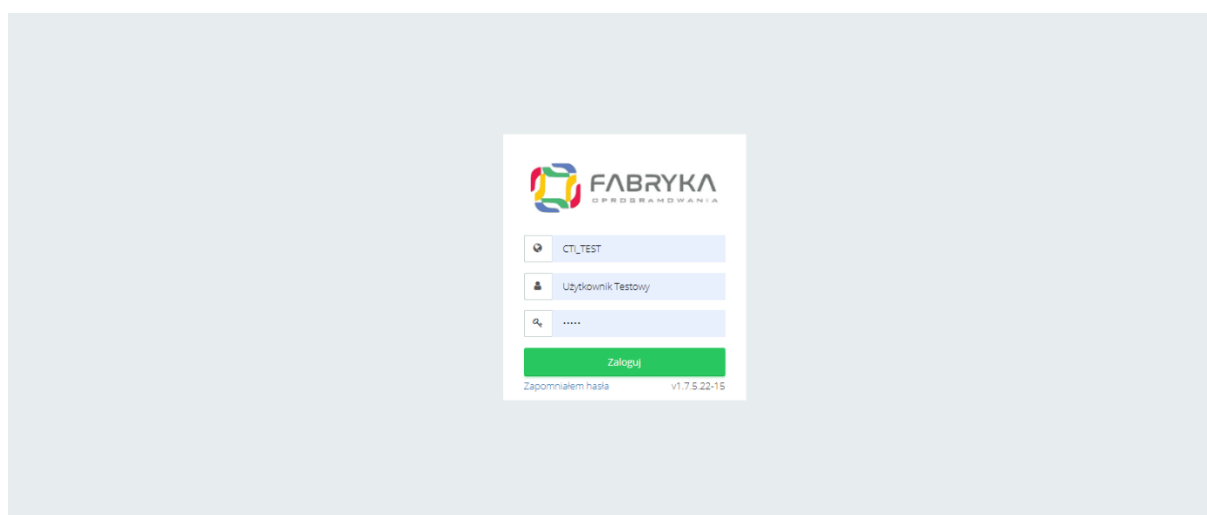 FABRYKA
OPROGRAMOWANIA
CTI_TEST
Użytkownik Testowy
•••••
Zaloguj
Zapomniałem hasła v1.7.5.22-15